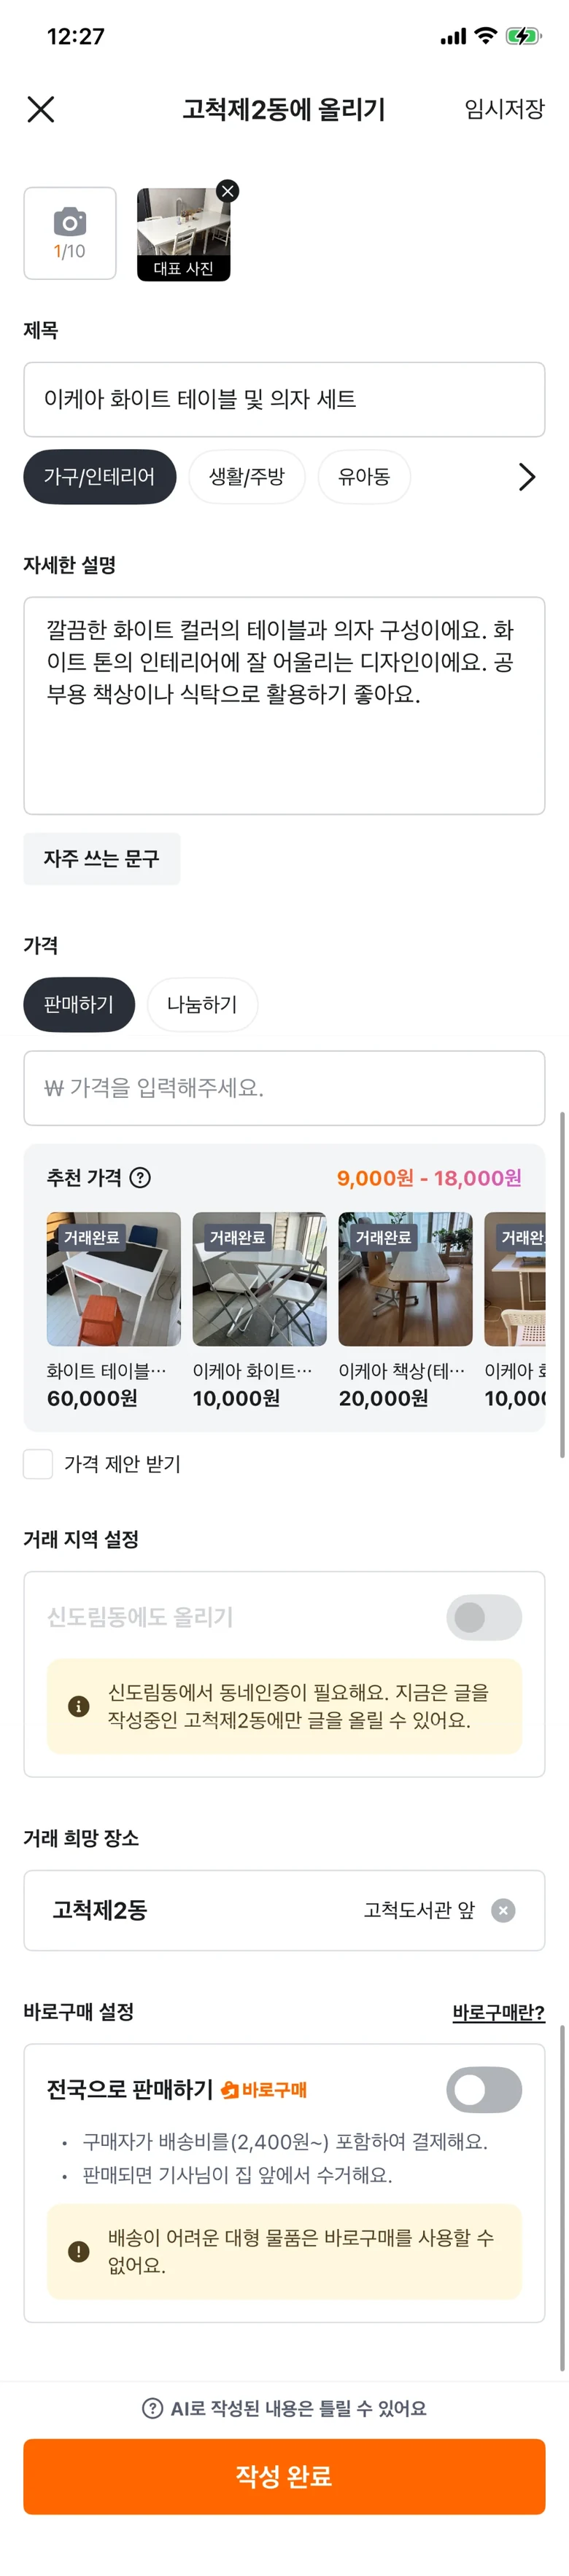 12:27
고척제2동에 올리기
임시저장
1/10
대표 사진
제목
이케아 화이트 테이블 및 의자 세트
가구/인테리어
생활/주방
유아동
자세한 설명
깔끔한 화이트 컬러의 테이블과 의자 구성이에요. 화
이트 톤의 인테리어에 잘 어울리는 디자인이에요. 공
부용 책상이나 식탁으로 활용하기 좋아요.
자주 쓰는 문구
가격
판매하기
나눔하기
₩ 가격을 입력해주세요.
추천 가격 ?
9,000원 - 18,000원
거래완료
거래완료
거래완료
거래완
화이트 테이블…
이케아 화이트…
이케아 책상(테…
이케아
60,000원
10,000원
20,000원
10,000
가격 제안 받기
거래 지역 설정
신도림동에도 올리기
신도림동에서 동네인증이 필요해요. 지금은 글을
작성중인 고척제2동에만 글을 올릴 수 있어요.
거래 희망 장소
고척제2동
고척도서관 앞
바로구매 설정
바로구매란?
전국으로 판매하기 바로구매
• 구매자가 배송비를(2,400원~) 포함하여 결제해요.
• 판매되면 기사님이 집 앞에서 수거해요.
배송이 어려운 대형 물품은 바로구매를 사용할 수
없어요.
? AI로 작성된 내용은 틀릴 수 있어요
작성 완료